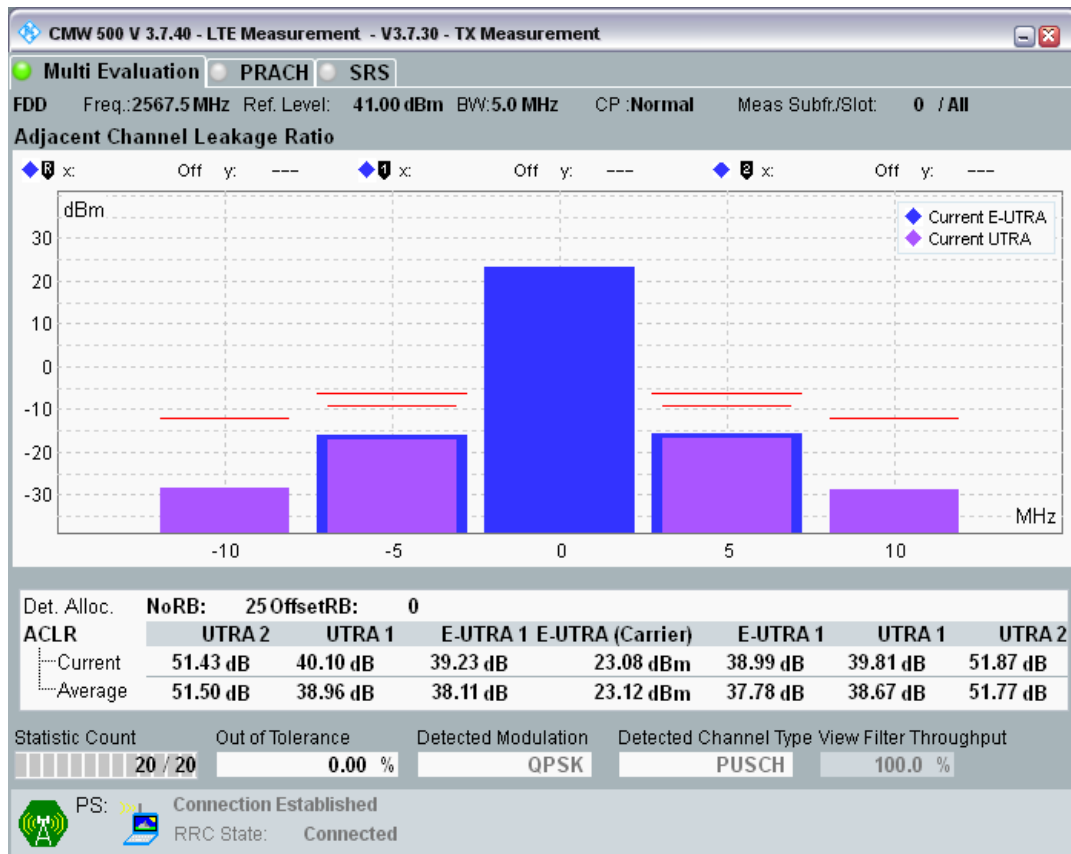 CMW 500 V 3.7.40 - LTE Measurement - V3.7.30 - TX Measurement
Multi Evaluation PRACH SRS
FDD Freq.:2567.5 MHz Ref. Level: 41.00 dBm BW:5.0 MHz CP :Normal Meas Subfr./Slot: 0 / All
Adjacent Channel Leakage Ratio
R x: Off y: --- 1 x: Off y: --- 2 x: Off y: ---
dBm
Current E-UTRA
Current UTRA
30
20
10
0
-10
-20
-30
MHz
-10 -5 0 5 10
Det. Alloc. NoRB: 25 OffsetRB: 0
ACLR UTRA 2 UTRA 1 E-UTRA 1 E-UTRA (Carrier) E-UTRA 1 UTRA 1 UTRA 2
Current 51.43 dB 40.10 dB 39.23 dB 23.08 dBm 38.99 dB 39.81 dB 51.87 dB
Average 51.50 dB 38.96 dB 38.11 dB 23.12 dBm 37.78 dB 38.67 dB 51.77 dB
Statistic Count Out of Tolerance Detected Modulation Detected Channel Type View Filter Throughput
20 / 20 0.00 % QPSK PUSCH 100.0 %
PS: Connection Established
RRC State: Connected